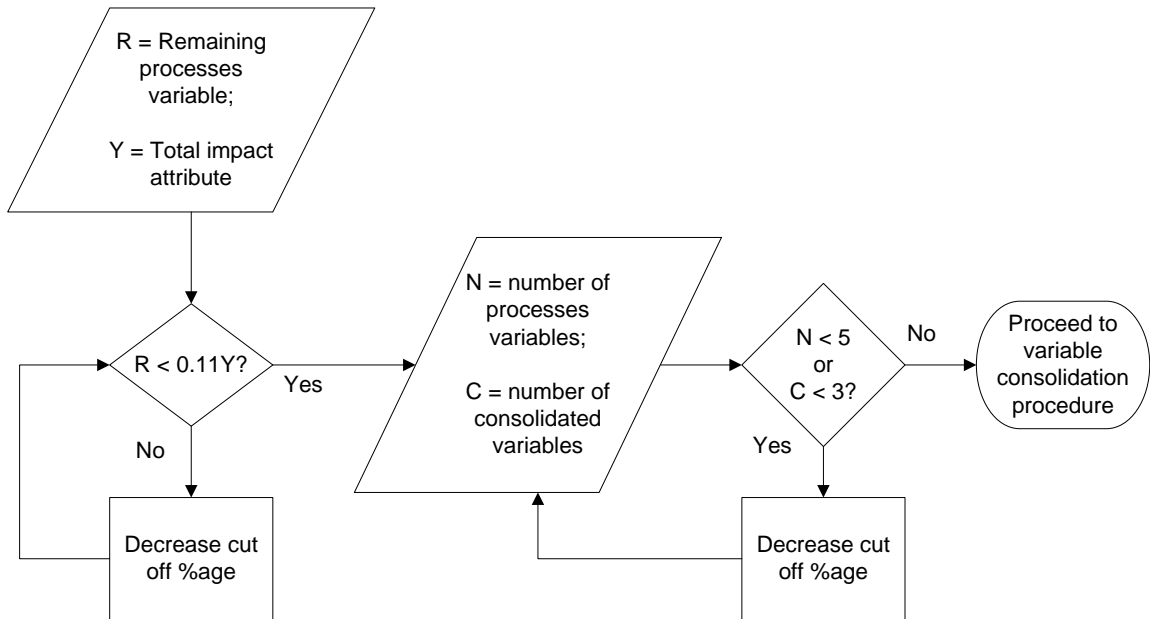 R = Remaining
processes
variable;
Y = Total impact
attribute
R < 0.11Y?
Yes
No
Decrease cut
off %age
N = number of
processes
variables;
C = number of
consolidated
variables
N < 5
or
C < 3?
No
Yes
Decrease cut
off %age
Proceed to
variable
consolidation
procedure